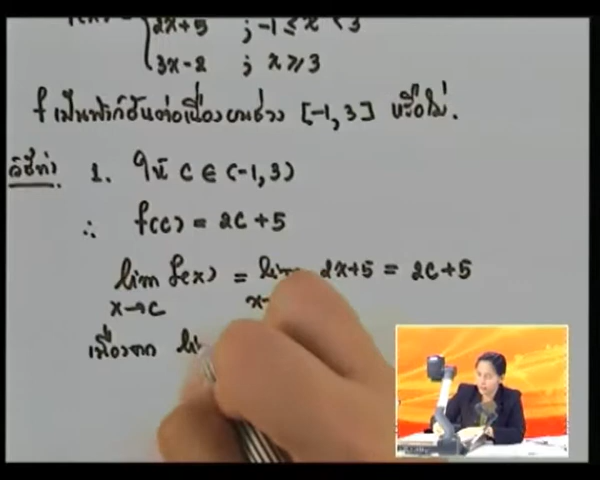 2x+5 ; -1 ≤ x < 3
3x-2 ; x ≥ 3
f เป็นฟังก์ชันต่อเนื่องบนช่วง [-1, 3] หรือไม่.
วิธีทำ 1. ให้ c ∈ (-1, 3)
∴ f(c) = 2c + 5
lim f(x) = lim 2x+5 = 2c+5
x→c x→
เนื่องจาก li